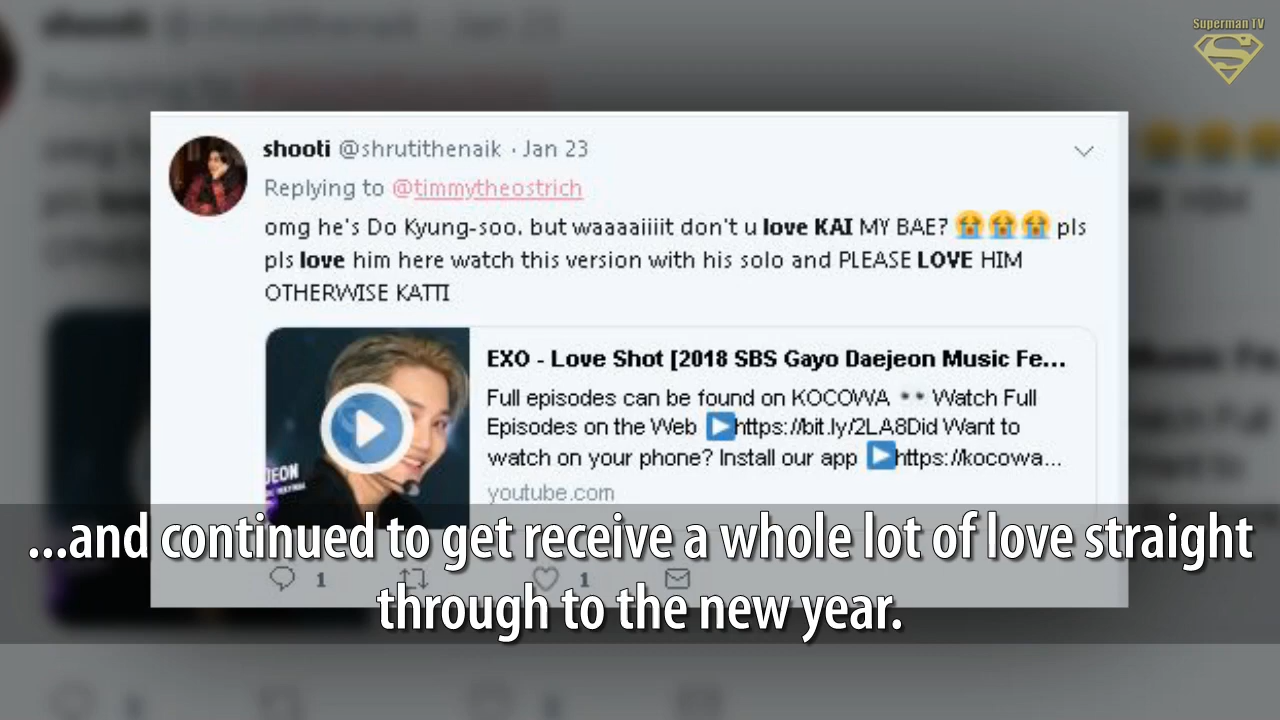 Superman TV
shooti @shrutithenaik · Jan 23
Replying to @timmytheostrich
omg he's Do Kyung-soo. but waaaaiiiit don't u love KAI MY BAE? 😭😭😭 pls
pls love him here watch this version with his solo and PLEASE LOVE HIM
OTHERWISE KATTI
EXO - Love Shot [2018 SBS Gayo Daejeon Music Fe...
Full episodes can be found on KOCOWA 👀 Watch Full
Episodes on the Web ▶https://bit.ly/2LA8Did Want to
watch on your phone? Install our app ▶https://kocowa...
youtube.com
JEON
...and continued to get receive a whole lot of love straight
through to the new year.
1
1